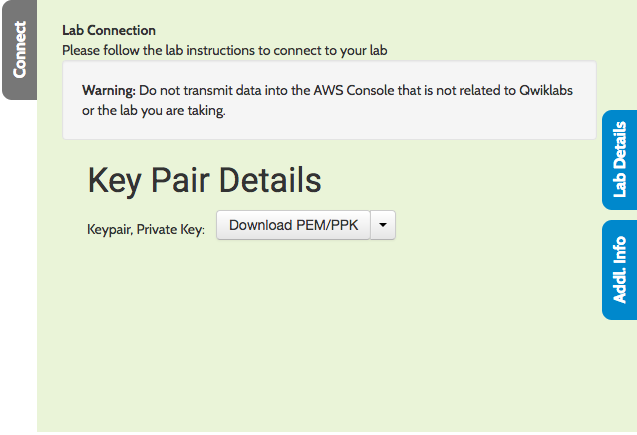 Connect
Lab Connection
Please follow the lab instructions to connect to your lab
Warning: Do not transmit data into the AWS Console that is not related to Qwiklabs
or the lab you are taking.
Key Pair Details
Keypair, Private Key:
Download PEM/PPK
Lab Details
Addl. Info